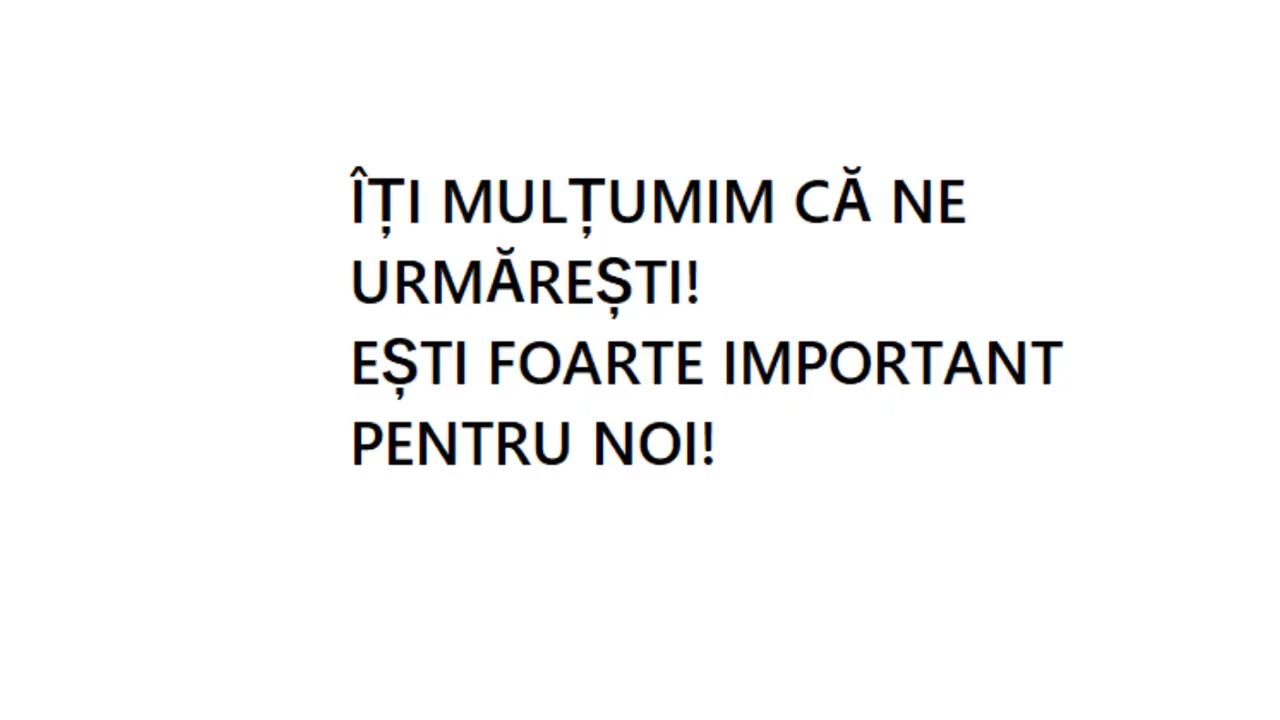 ÎȚI MULȚUMIM CĂ NE
URMĂREȘTI!
EȘTI FOARTE IMPORTANT
PENTRU NOI!